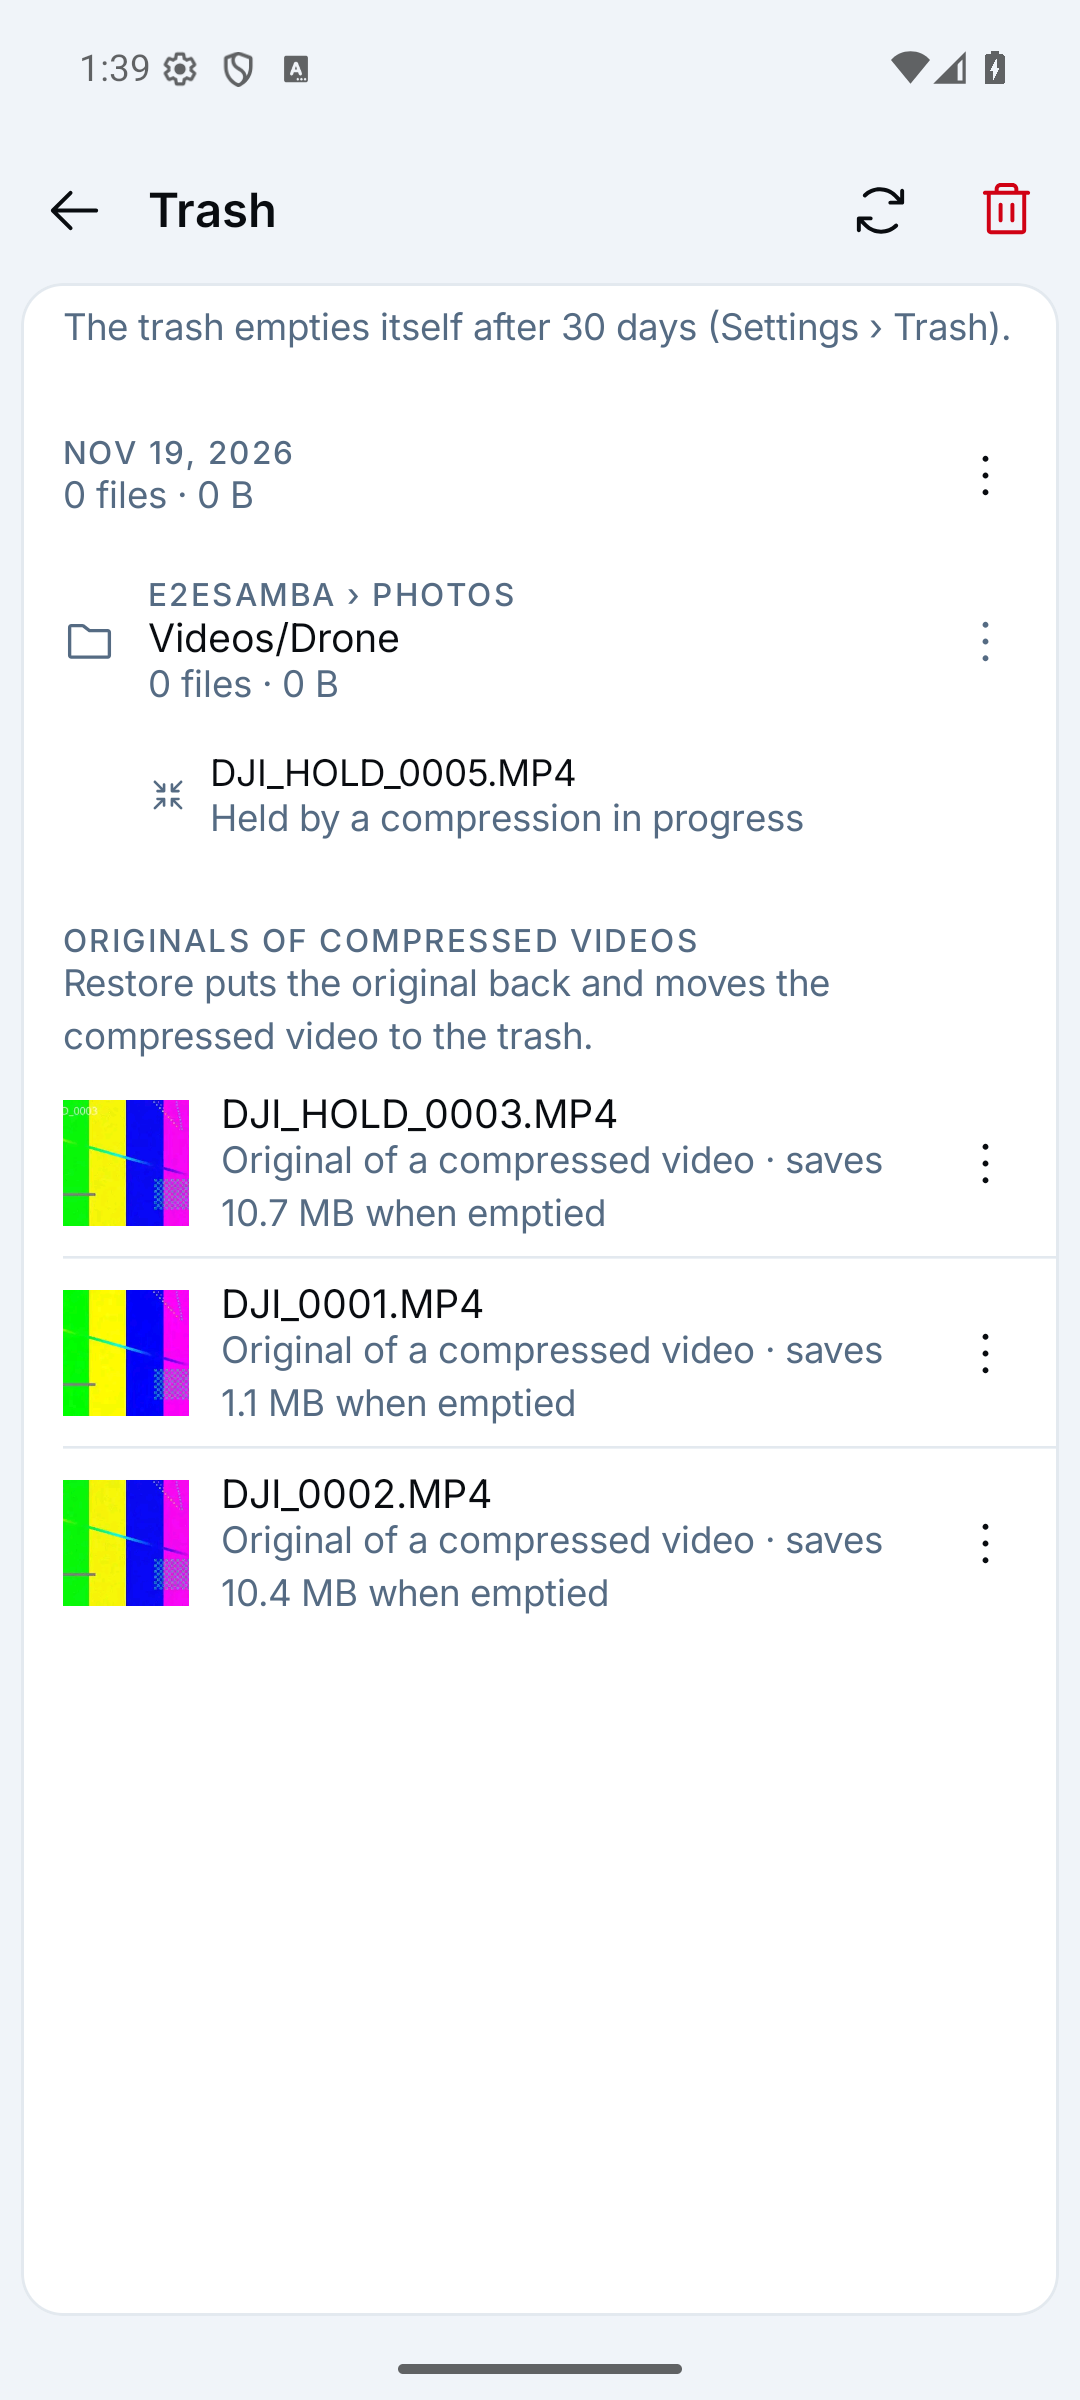 1:39
Trash
The trash empties itself after 30 days (Settings › Trash).
NOV 19, 2026
0 files · 0 B
E2ESAMBA › PHOTOS
Videos/Drone
0 files · 0 B
DJI_HOLD_0005.MP4
Held by a compression in progress
ORIGINALS OF COMPRESSED VIDEOS
Restore puts the original back and moves the
compressed video to the trash.
DJI_HOLD_0003.MP4
Original of a compressed video · saves
10.7 MB when emptied
DJI_0001.MP4
Original of a compressed video · saves
1.1 MB when emptied
DJI_0002.MP4
Original of a compressed video · saves
10.4 MB when emptied